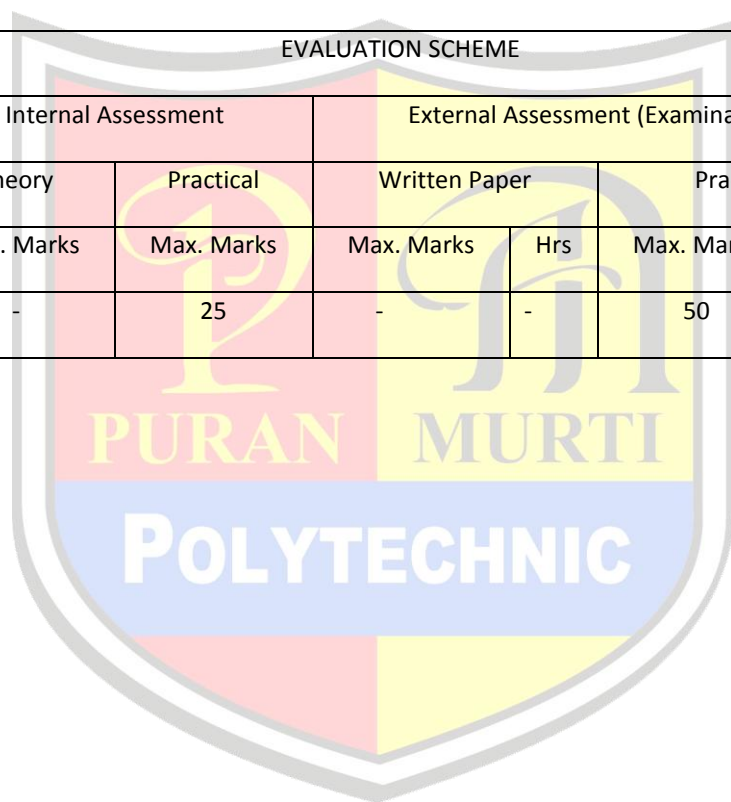 EVALUATION SCHEME
Internal Assessment External Assessment (Examina
heory Practical Written Paper Pra
. Marks Max. Marks Max. Marks Hrs Max. Mar
- 25 - - 50
PURAN MURTI
POLYTECHNIC